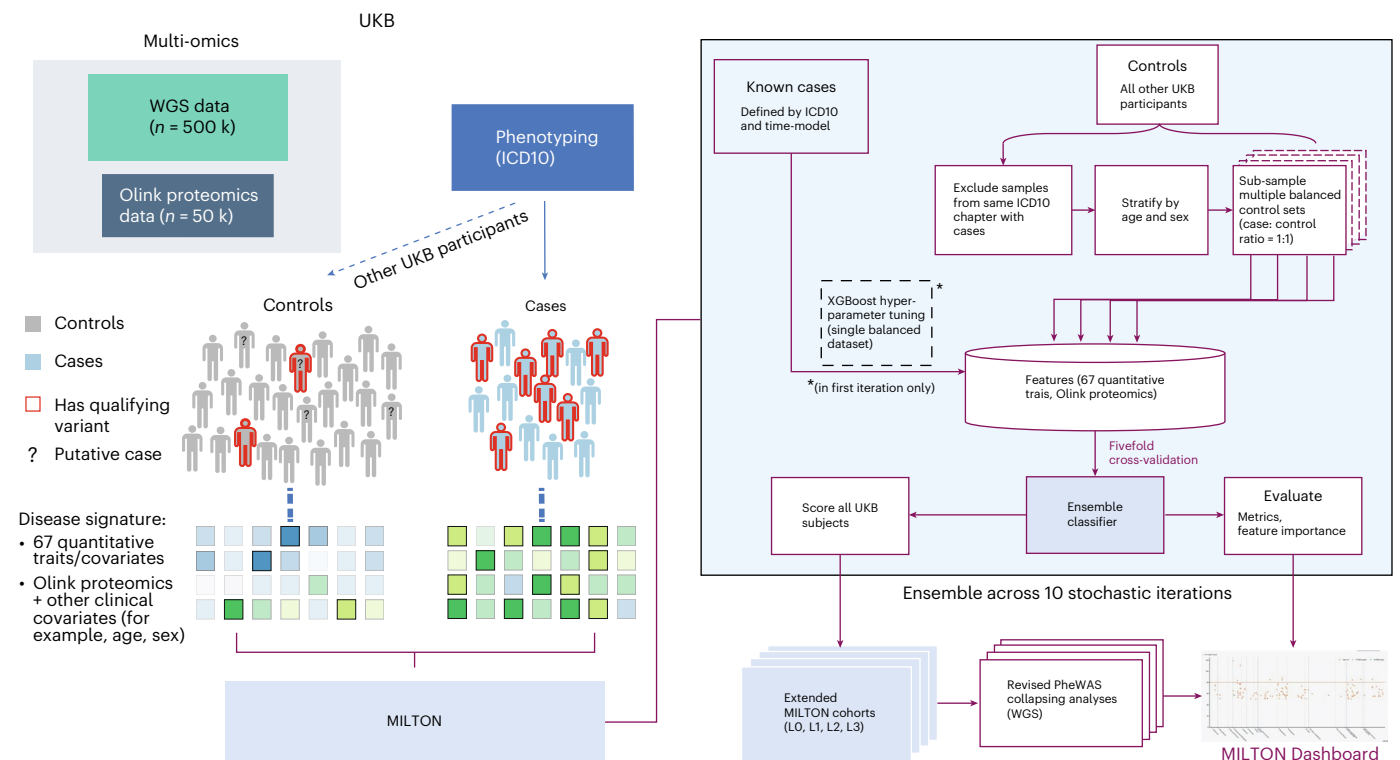 UKB
Multi-omics
WGS data
(n = 500 k)
Olink proteomics
data (n = 50 k)
Phenotyping
(ICD10)
Other UKB participants
Controls
Cases
Controls
Cases
Has qualifying
variant
? Putative case
?
?
?
?
Disease signature:
• 67 quantitative
traits/covariates
• Olink proteomics
+ other clinical
covariates (for
example, age, sex)
MILTON
Known cases
Defined by ICD10
and time-model
Controls
All other UKB
participants
Exclude samples
from same ICD10
chapter with
cases
Stratify by
age and sex
Sub-sample
multiple balanced
control sets
(case: control
ratio = 1:1)
XGBoost hyper-
parameter tuning
(single balanced
dataset)
*
*(in first iteration only)
Features (67 quantitative
trais, Olink proteomics)
Fivefold
cross-validation
Score all UKB
subjects
Ensemble
classifier
Evaluate
Metrics,
feature importance
Ensemble across 10 stochastic iterations
Extended
MILTON cohorts
(L0, L1, L2, L3)
Revised PheWAS
collapsing analyses
(WGS)
MILTON Dashboard